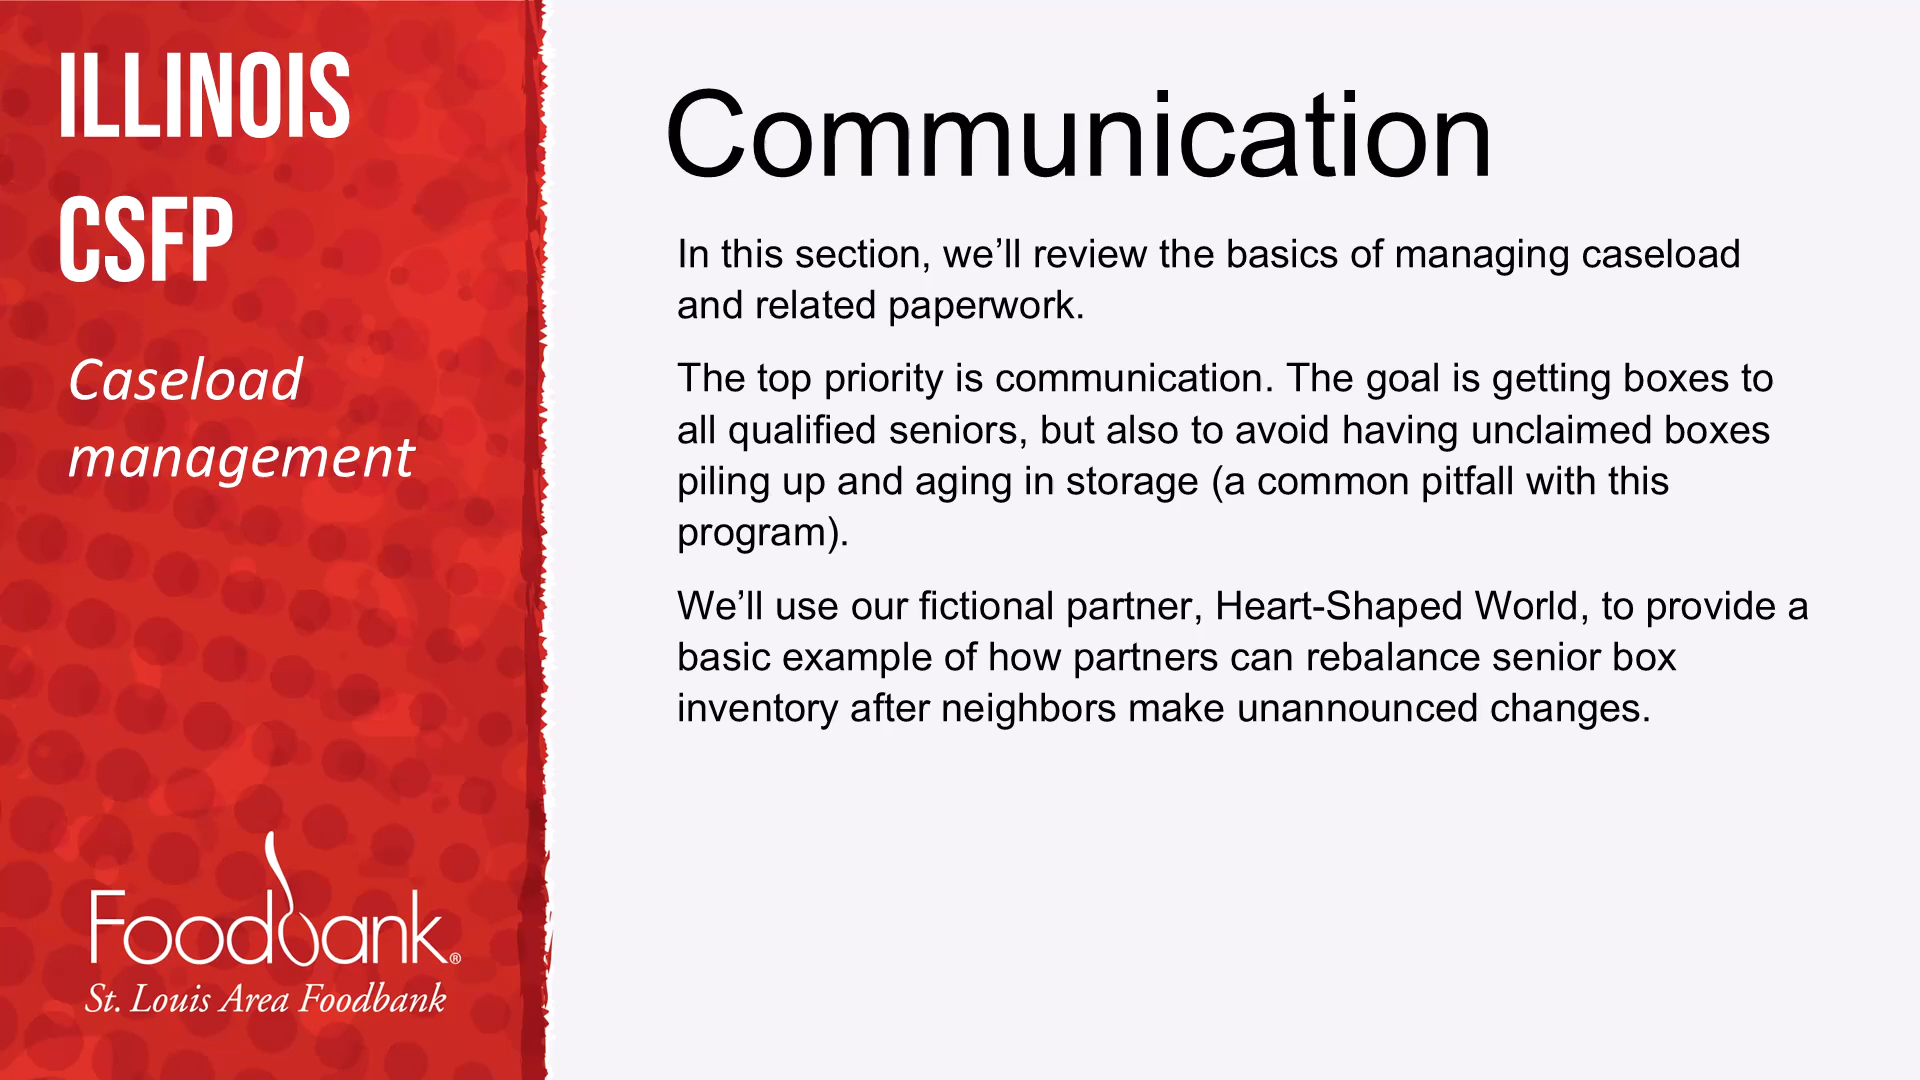 ILLINOIS
CSFP
Caseload
management
Foodbank®
St. Louis Area Foodbank
Communication
In this section, we’ll review the basics of managing caseload
and related paperwork.
The top priority is communication. The goal is getting boxes to
all qualified seniors, but also to avoid having unclaimed boxes
piling up and aging in storage (a common pitfall with this
program).
We’ll use our fictional partner, Heart-Shaped World, to provide a
basic example of how partners can rebalance senior box
inventory after neighbors make unannounced changes.